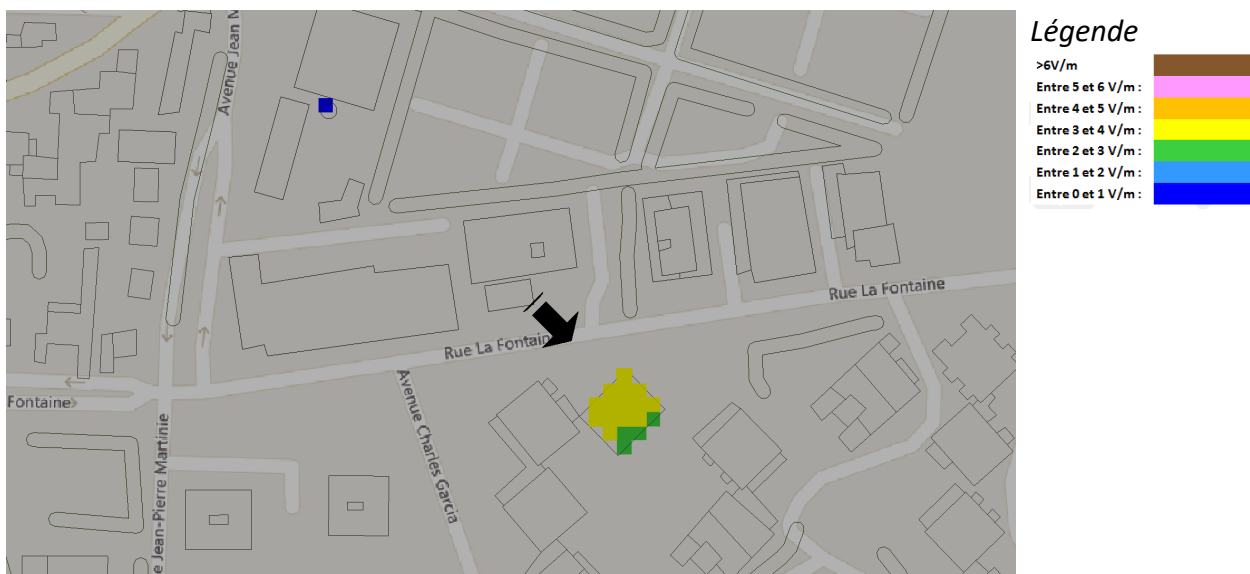 Légende
>6V/m
Entre 5 et 6 V/m :
Entre 4 et 5 V/m :
Entre 3 et 4 V/m :
Entre 2 et 3 V/m :
Entre 1 et 2 V/m :
Entre 0 et 1 V/m :
Avenue Jean
Rue La Fontaine
Rue La Fontain
Fontaine
Avenue Charles Garcia
e Jean-Pierre Martinie